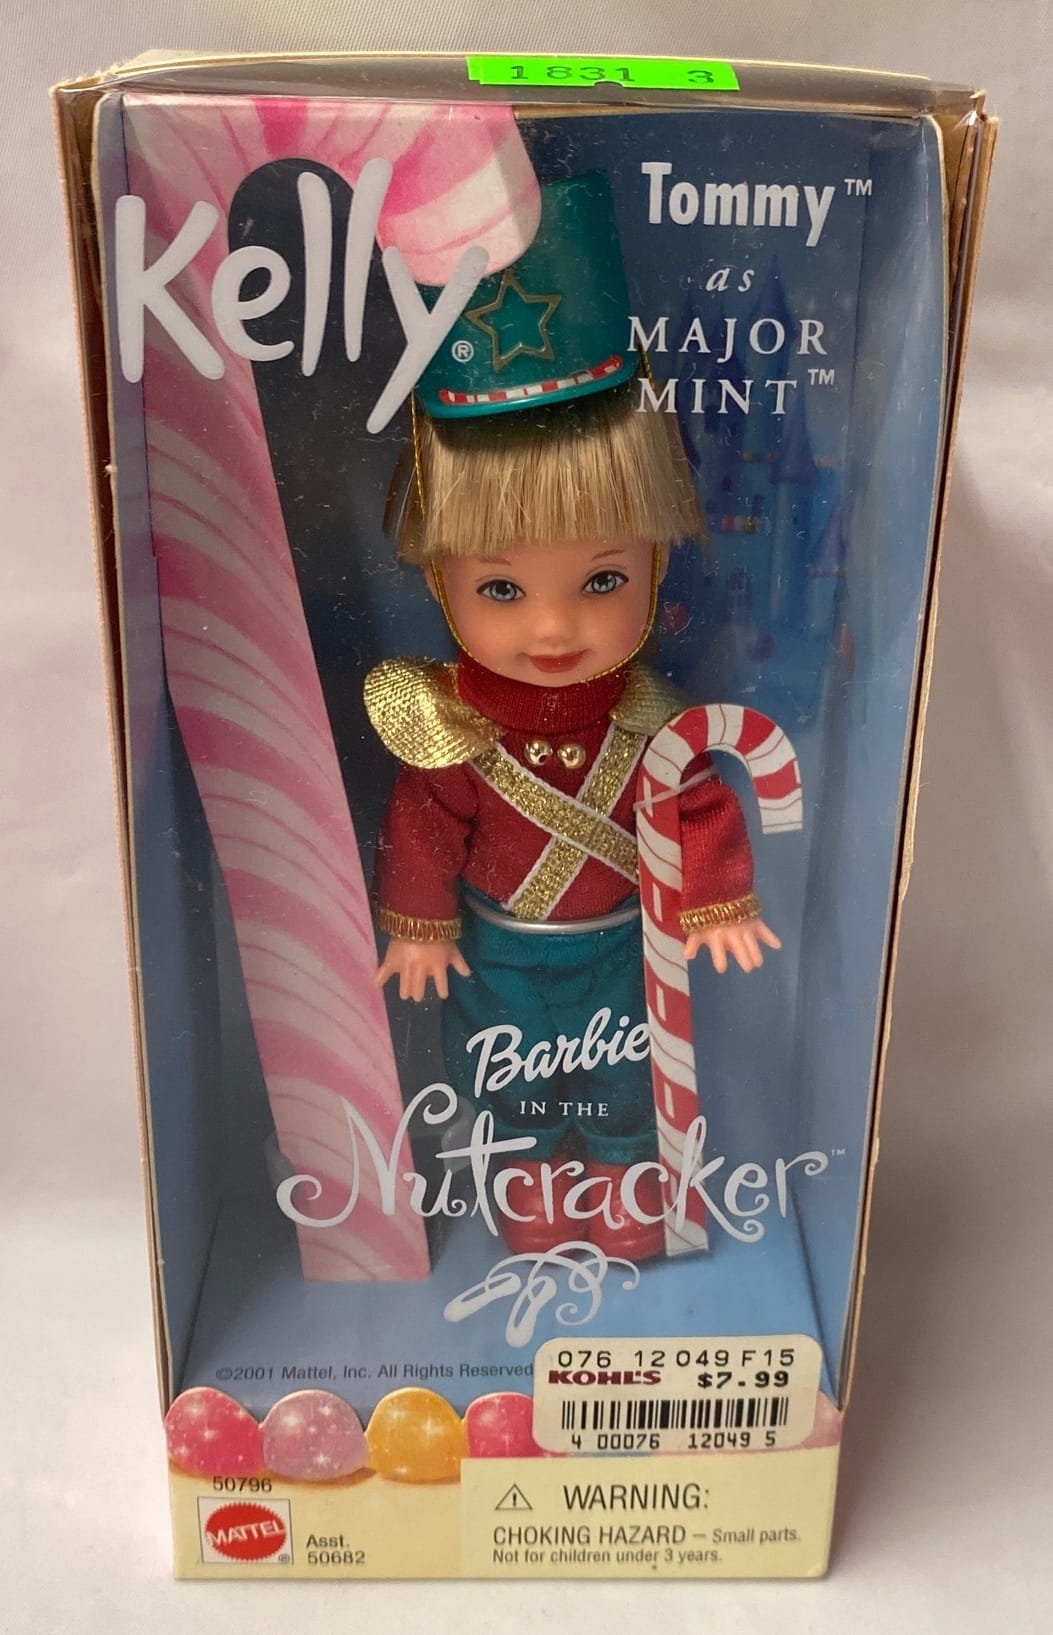 1831 3
Kelly®
Tommy™
as
MAJOR
MINT™
Barbie
IN THE
Nutcracker™
©2001 Mattel, Inc. All Rights Reserved
076 12 049 F15
KOHL'S $7.99
4 00076 12049 5
50796
MATTEL®
Asst.
50682
⚠ WARNING:
CHOKING HAZARD – Small parts.
Not for children under 3 years.